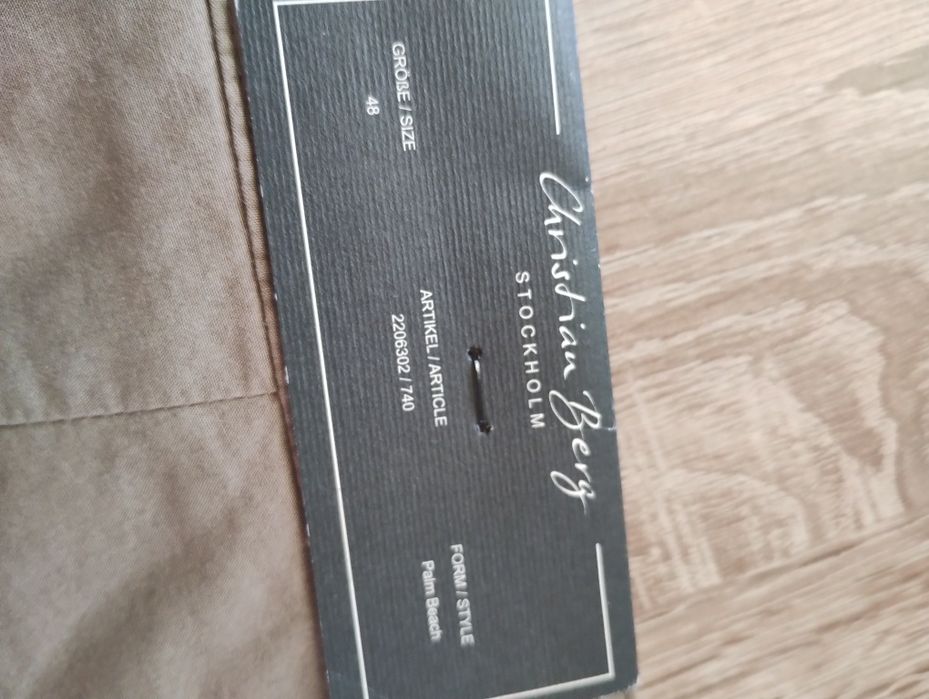 Christian Berg
STOCKHOLM
GRÖßE / SIZE
48
ARTIKEL / ARTICLE
2206302 / 740
FORM / STYLE
Palm Beach